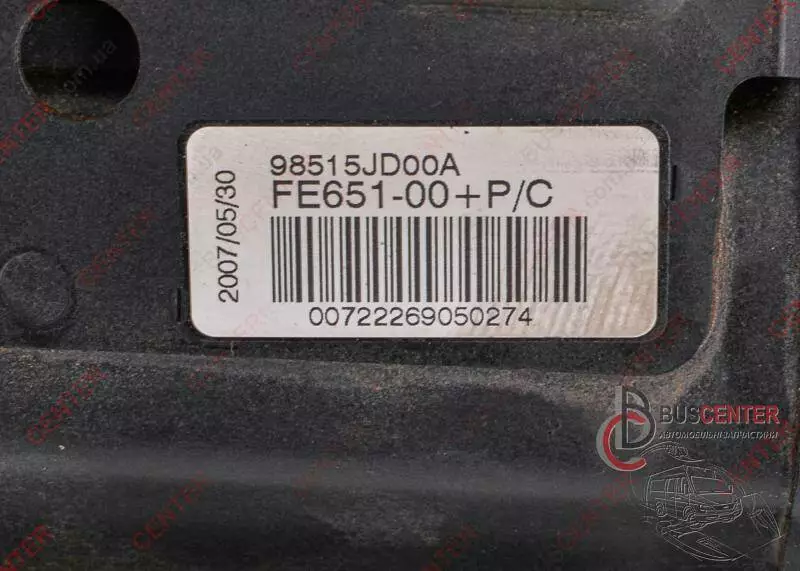 98515JD00A
FE651-00+P/C
2007/05/30
00722269050274
BUSCENTER
АВТОМОБІЛЬНІ ЗАПЧАСТИНИ